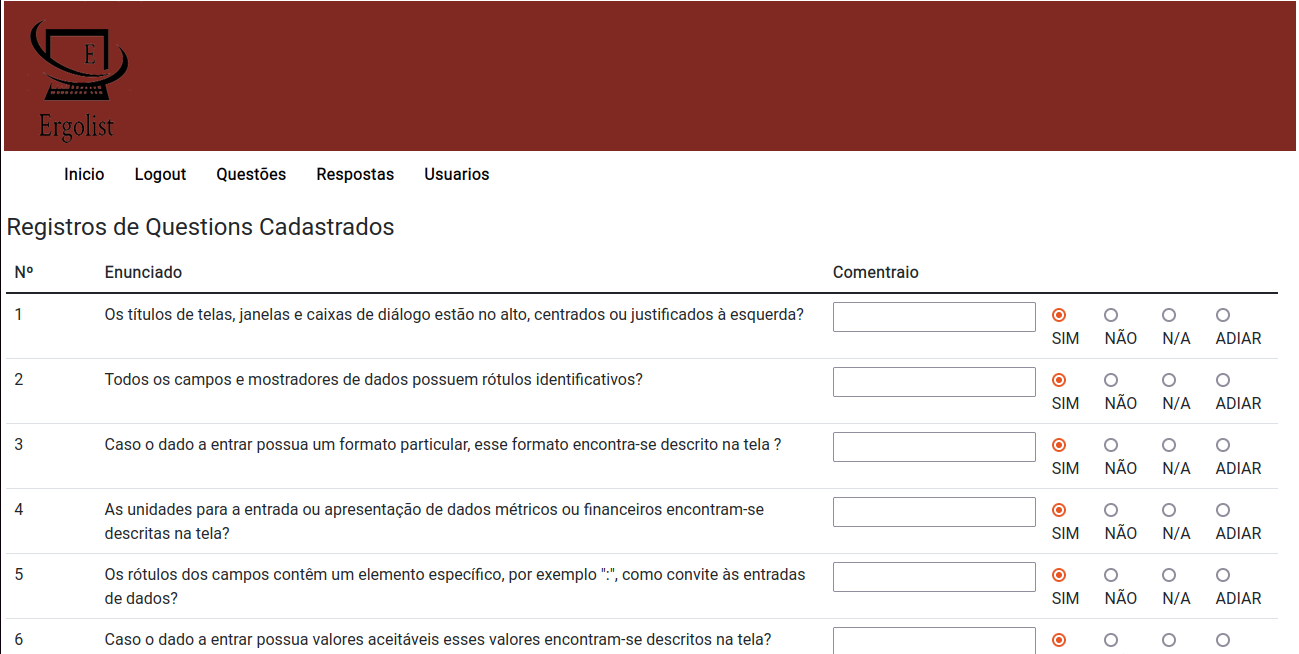 E
Ergolist
Inicio Logout Questões Respostas Usuarios
Registros de Questions Cadastrados
Nº Enunciado Comentraio
1 Os títulos de telas, janelas e caixas de diálogo estão no alto, centrados ou justificados à esquerda?
SIM NÃO N/A ADIAR
2 Todos os campos e mostradores de dados possuem rótulos identificativos?
SIM NÃO N/A ADIAR
3 Caso o dado a entrar possua um formato particular, esse formato encontra-se descrito na tela ?
SIM NÃO N/A ADIAR
4 As unidades para a entrada ou apresentação de dados métricos ou financeiros encontram-se
descritas na tela? SIM NÃO N/A ADIAR
5 Os rótulos dos campos contêm um elemento específico, por exemplo ":", como convite às entradas
de dados? SIM NÃO N/A ADIAR
6 Caso o dado a entrar possua valores aceitáveis esses valores encontram-se descritos na tela?